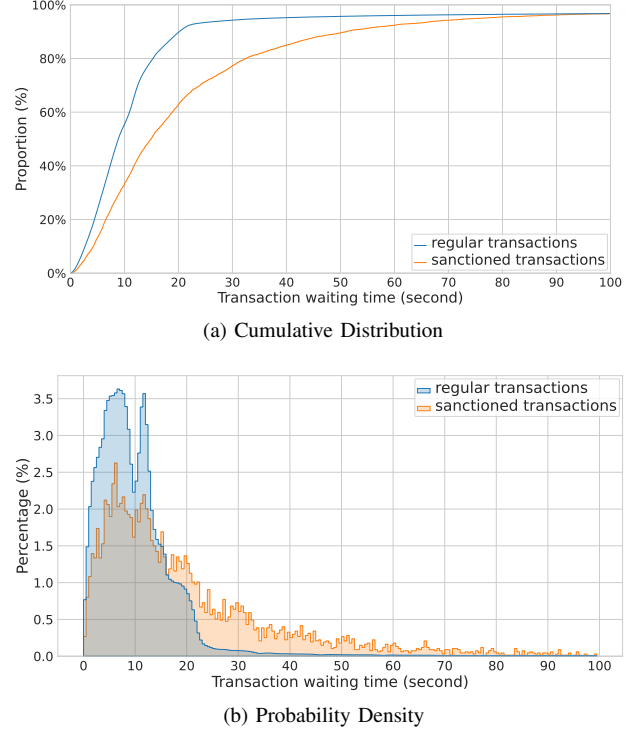 100%
80%
60%
40%
20%
0%
Proportion (%)
regular transactions
sanctioned transactions
0 10 20 30 40 50 60 70 80 90 100
Transaction waiting time (second)
(a) Cumulative Distribution
3.5
3.0
2.5
2.0
1.5
1.0
0.5
0.0
Percentage (%)
regular transactions
sanctioned transactions
0 10 20 30 40 50 60 70 80 90 100
Transaction waiting time (second)
(b) Probability Density